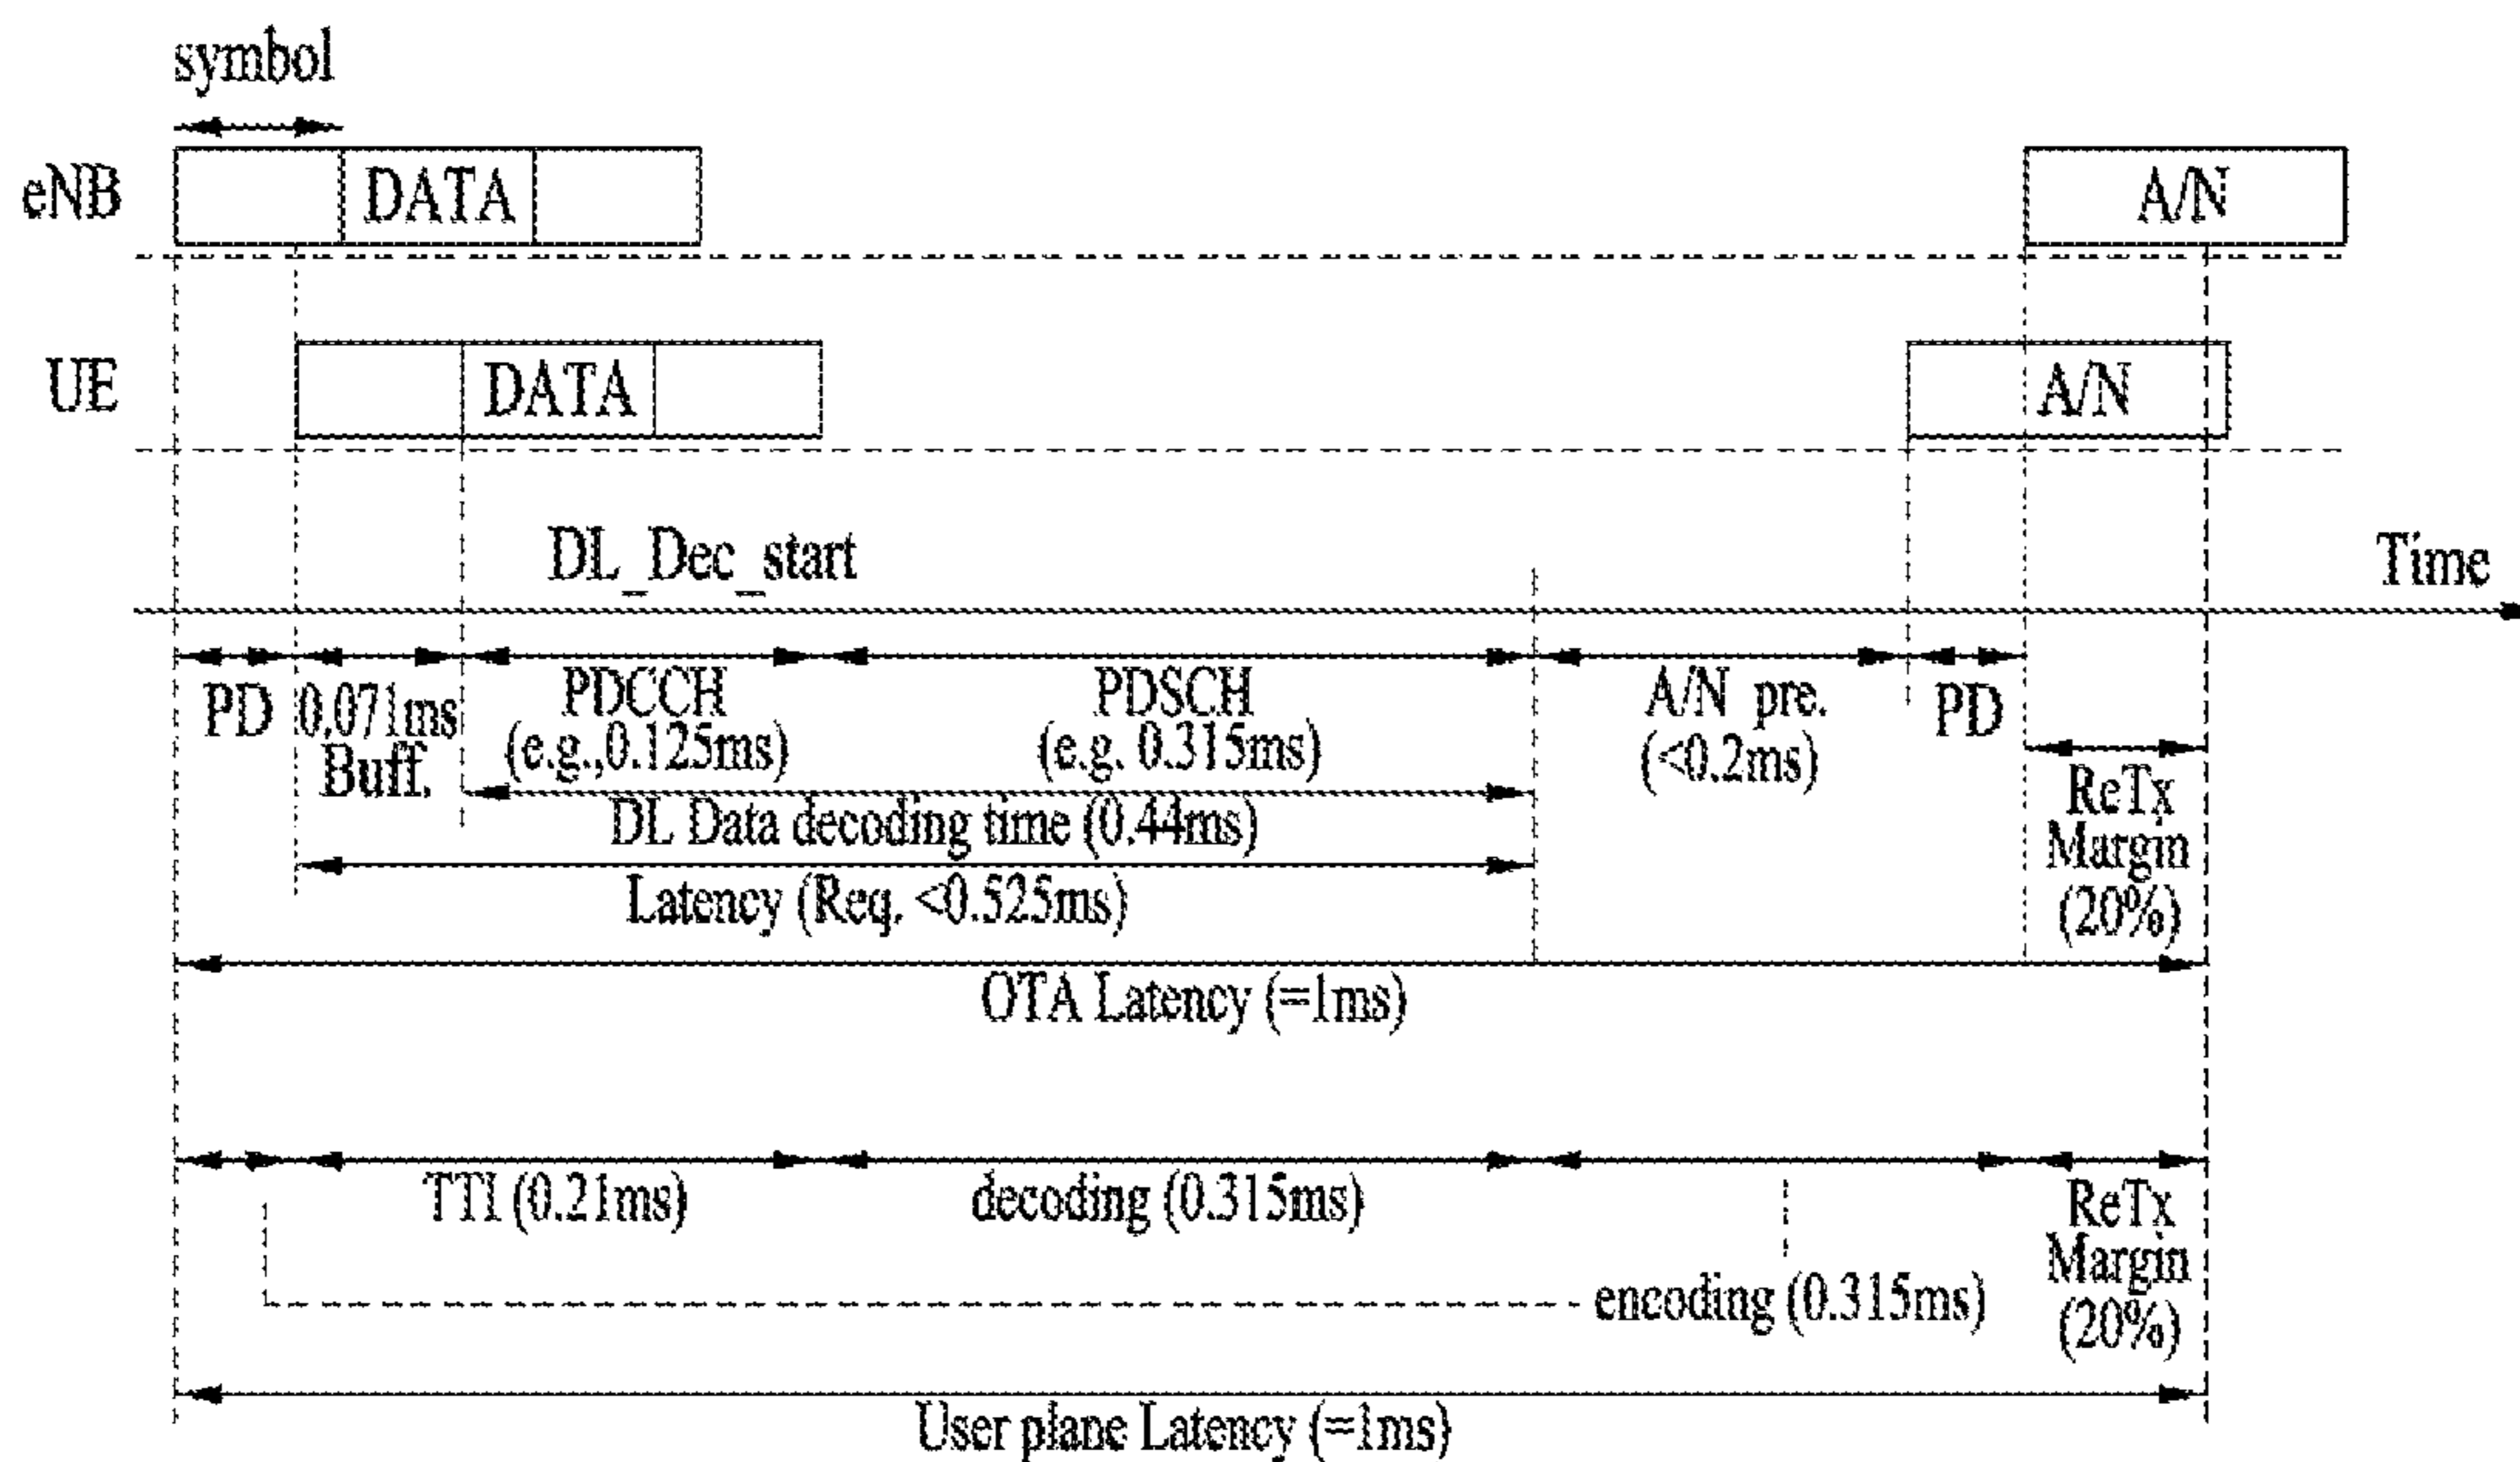 symbol
eNB
DATA
A/N
UE
DATA
A/N
DL_Dec_start
Time
PD
0.071ms
Buff.
PDCCH
(e.g.,0.125ms)
PDSCH
(e.g. 0.315ms)
A/N pre.
(<0.2ms)
PD
ReTx
Margin
(20%)
DL Data decoding time (0.44ms)
Latency (Req. <0.525ms)
OTA Latency (=1ms)
TTI (0.21ms)
decoding (0.315ms)
ReTx
Margin
(20%)
encoding (0.315ms)
User plane Latency (=1ms)